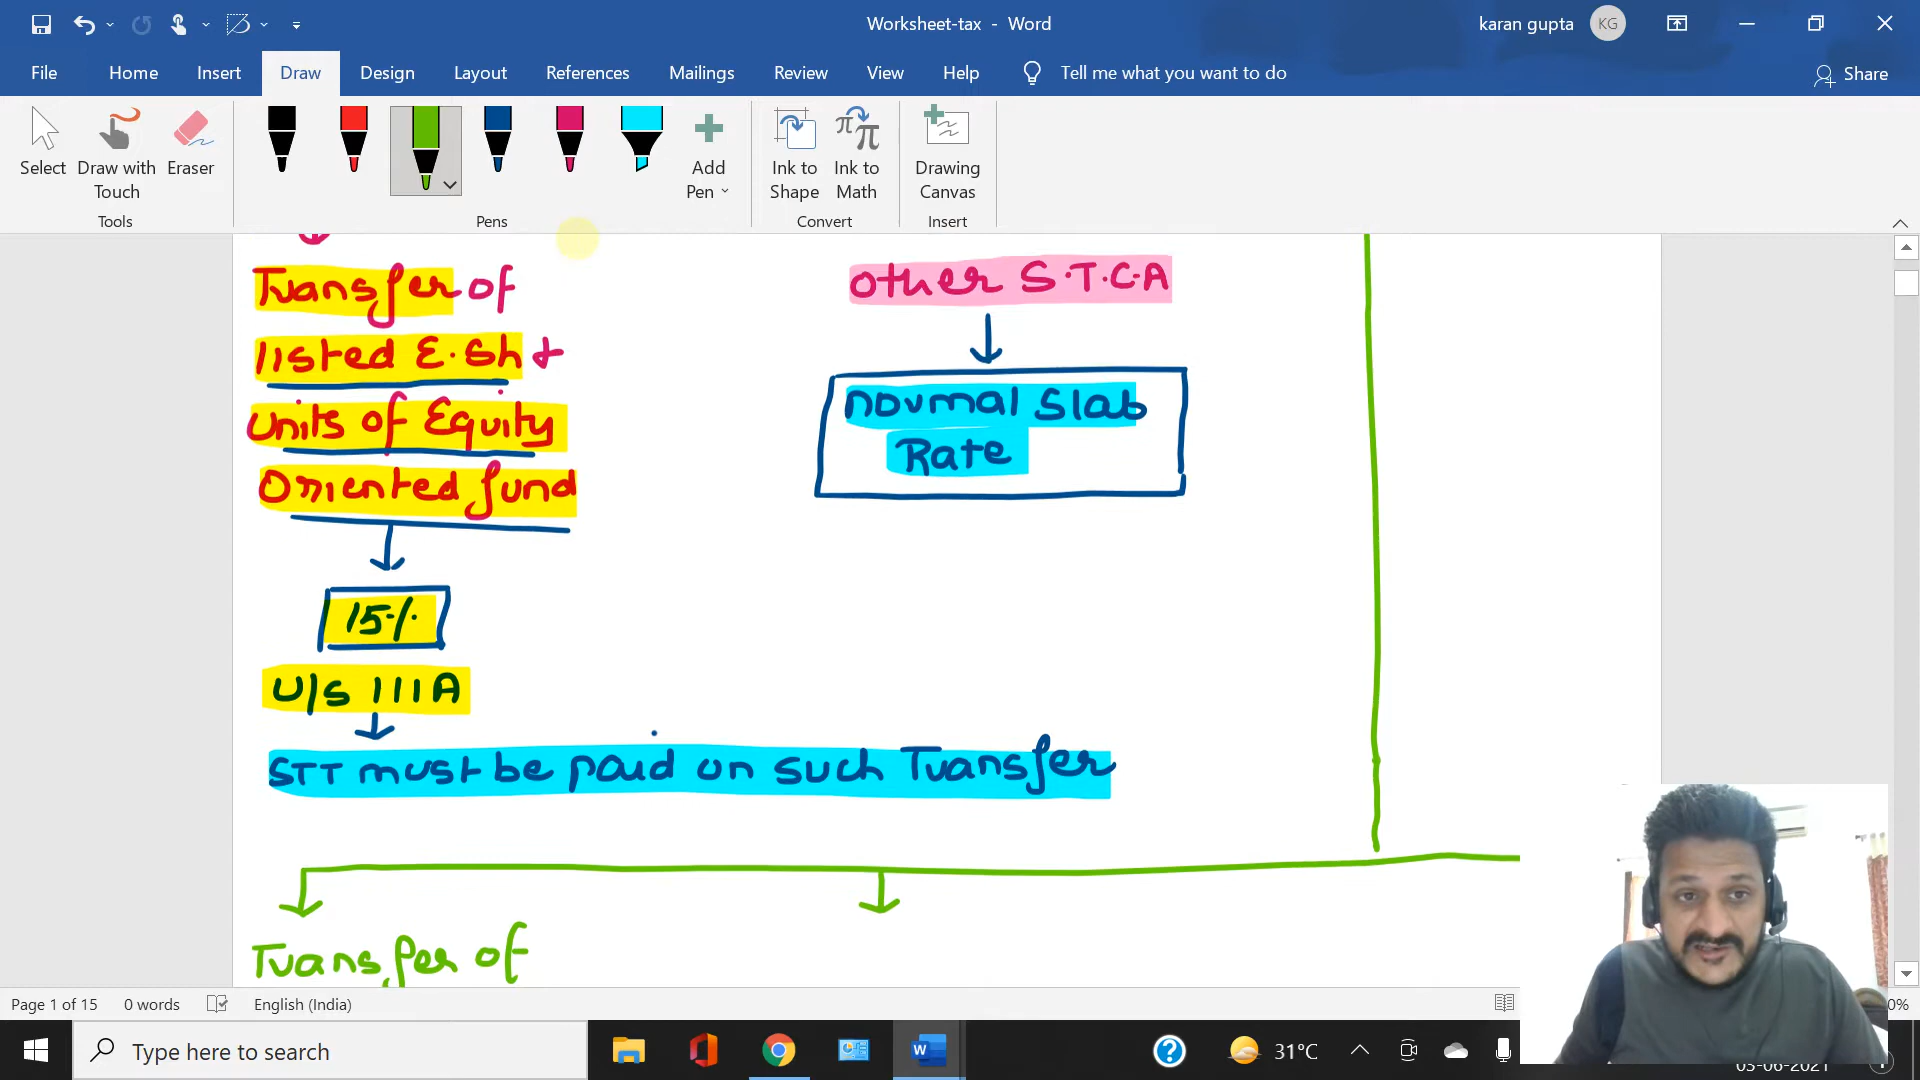 Worksheet-tax - Word
karan gupta
KG
File Home Insert Draw Design Layout References Mailings Review View Help Tell me what you want to do
Share
Select
Draw with Touch
Eraser
Tools
Pens
Add Pen
Ink to Shape
Ink to Math
Convert
Drawing Canvas
Insert
Transfer of
listed E.Sh +
Units of Equity
Oriented fund
15%
U/s 111A
STT must be paid on such Transfer
other S.T.C.A
normal Slab
Rate
Transfer of
Page 1 of 15 0 words English (India)
0%
Type here to search
31°C
03-06-2021